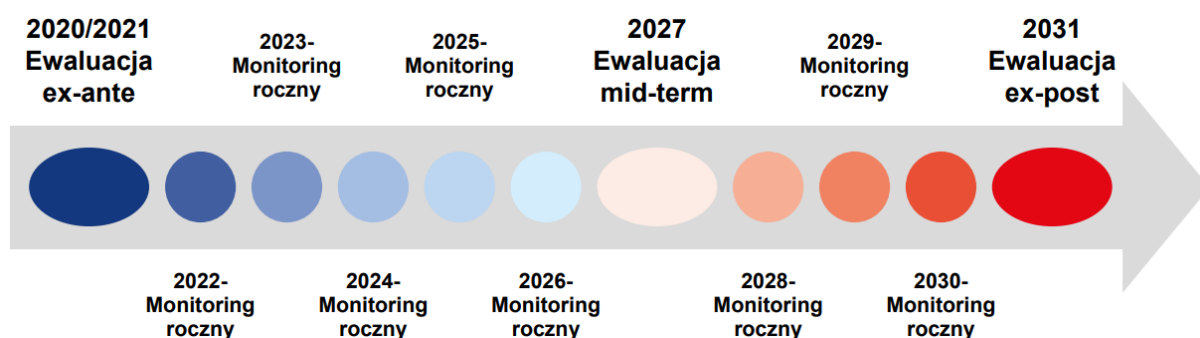 2020/2021
Ewaluacja
ex-ante
2023-
Monitoring
roczny
2025-
Monitoring
roczny
2027
Ewaluacja
mid-term
2029-
Monitoring
roczny
2031
Ewaluacja
ex-post
2022-
Monitoring
roczny
2024-
Monitoring
roczny
2026-
Monitoring
roczny
2028-
Monitoring
roczny
2030-
Monitoring
roczny